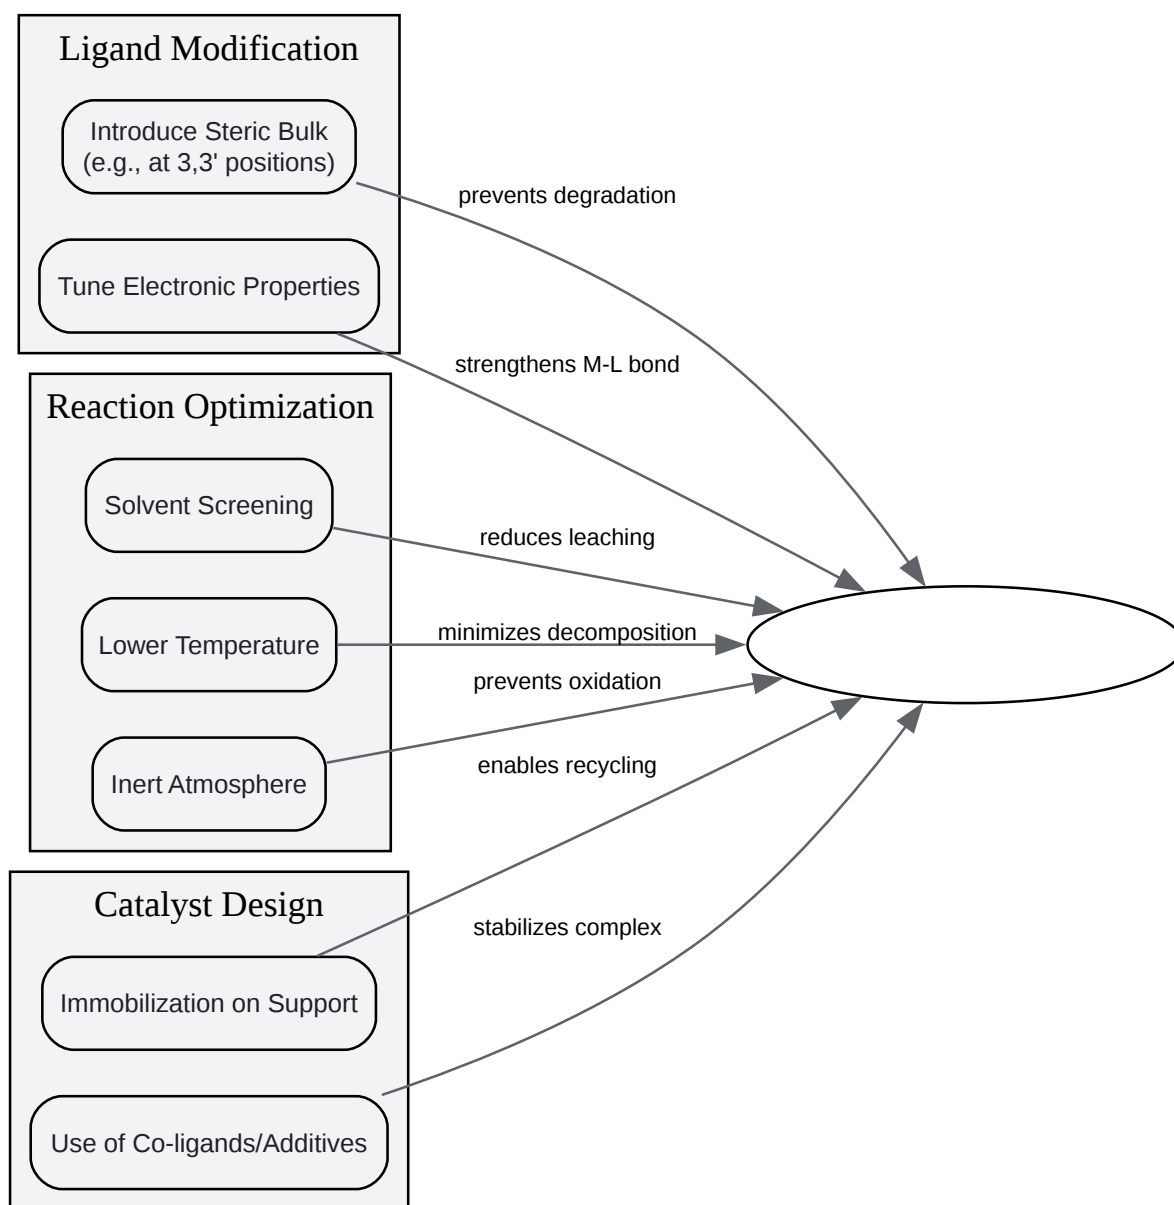 Ligand Modification
Introduce Steric Bulk
(e.g., at 3,3' positions)
prevents degradation
Tune Electronic Properties
strengthens M-L bond
Reaction Optimization
Solvent Screening
reduces leaching
Lower Temperature
minimizes decomposition
prevents oxidation
Inert Atmosphere
enables recycling
Catalyst Design
stabilizes complex
Immobilization on Support
Use of Co-ligands/Additives